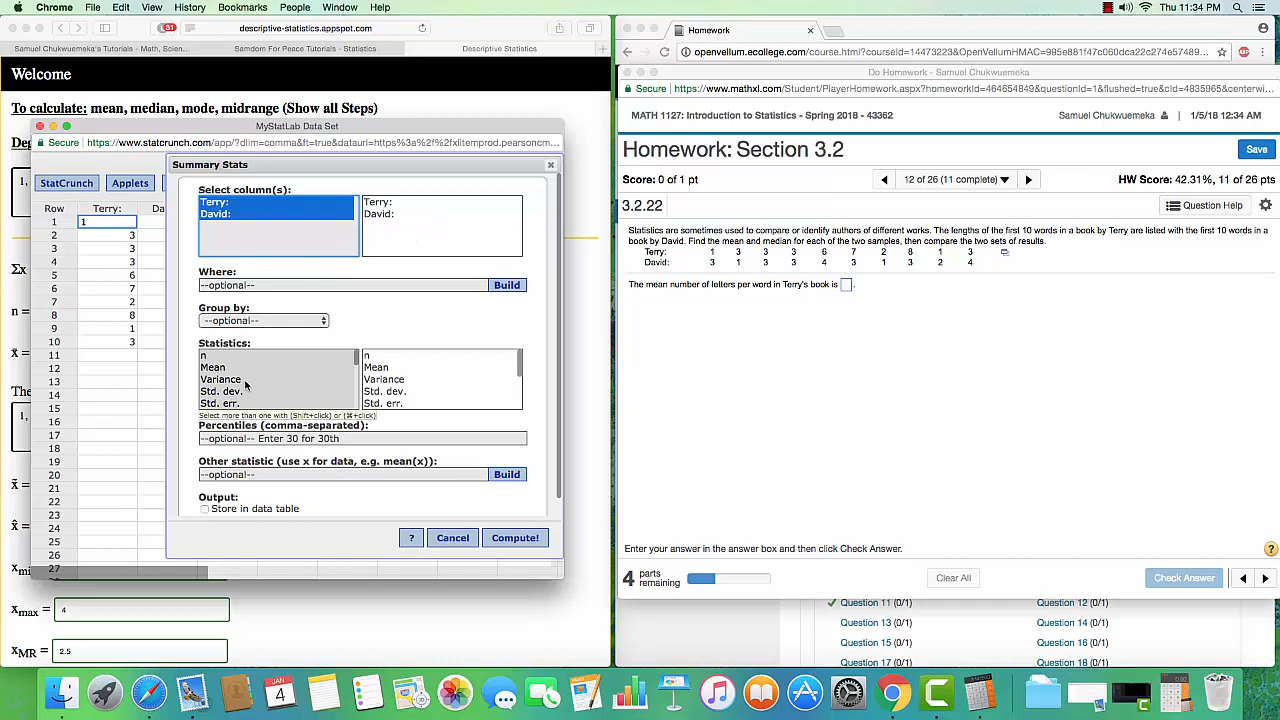 Chrome File Edit View History Bookmarks People Window Help Thu 11:34 PM
31 descriptive-statistics.appspot.com
Samuel Chukwuemeka's Tutorials - Math, Scien... Samdom For Peace Tutorials - Statistics Descriptive Statistics
Welcome
To calculate: mean, median, mode, midrange (Show all Steps)
MyStatLab Data Set
Secure https://www.statcrunch.com/app/?dlim=comma&ft=true&dataurl=https%3a%2f%2fxlitemprod.pearsoncm...
StatCrunch Applets
Row Terry: Da
1 1
2 3
3 3
4 3
5 6
6 7
7 2
8 8
9 1
10 3
11
12
13
14
15
16
17
18
19
20
21
22
23
24
25
26
27
Σx
n =
x̄ =
The
1,
x̃ =
x̂ =
xmax = 4
xMR = 2.5
Summary Stats
Select column(s):
Terry: Terry:
David: David:
Where:
--optional-- Build
Group by:
--optional--
Statistics:
n n
Mean Mean
Variance Variance
Std. dev. Std. dev.
Std. err. Std. err.
Select more than one with (Shift+click) or (⌘+click)
Percentiles (comma-separated):
--optional-- Enter 30 for 30th
Other statistic (use x for data, e.g. mean(x)):
--optional-- Build
Output:
Store in data table
? Cancel Compute!
Homework
openvellum.ecollege.com/course.html?courseId=14473223&OpenVellumHMAC=995e881f47c060dca22c274e57489...
Do Homework - Samuel Chukwuemeka
Secure https://www.mathxl.com/Student/PlayerHomework.aspx?homeworkId=464654849&questionId=1&flushed=true&cId=4835965&centerwi...
MATH 1127: Introduction to Statistics - Spring 2018 - 43362 Samuel Chukwuemeka 1/5/18 12:34 AM
Homework: Section 3.2 Save
Score: 0 of 1 pt 12 of 26 (11 complete) HW Score: 42.31%, 11 of 26 pts
3.2.22 Question Help
Statistics are sometimes used to compare or identify authors of different works. The lengths of the first 10 words in a book by Terry are listed with the first 10 words in a
book by David. Find the mean and median for each of the two samples, then compare the two sets of results.
Terry: 1 3 3 3 6 7 2 8 1 3
David: 3 1 3 3 4 3 1 3 2 4
The mean number of letters per word in Terry's book is .
Enter your answer in the answer box and then click Check Answer. ?
4 parts remaining Clear All Check Answer
Question 11 (0/1) Question 12 (0/1)
Question 13 (0/1) Question 14 (0/1)
Question 15 (0/1) Question 16 (0/1)
Question 17 (0/1) Question 18 (0/1)
JAN
4